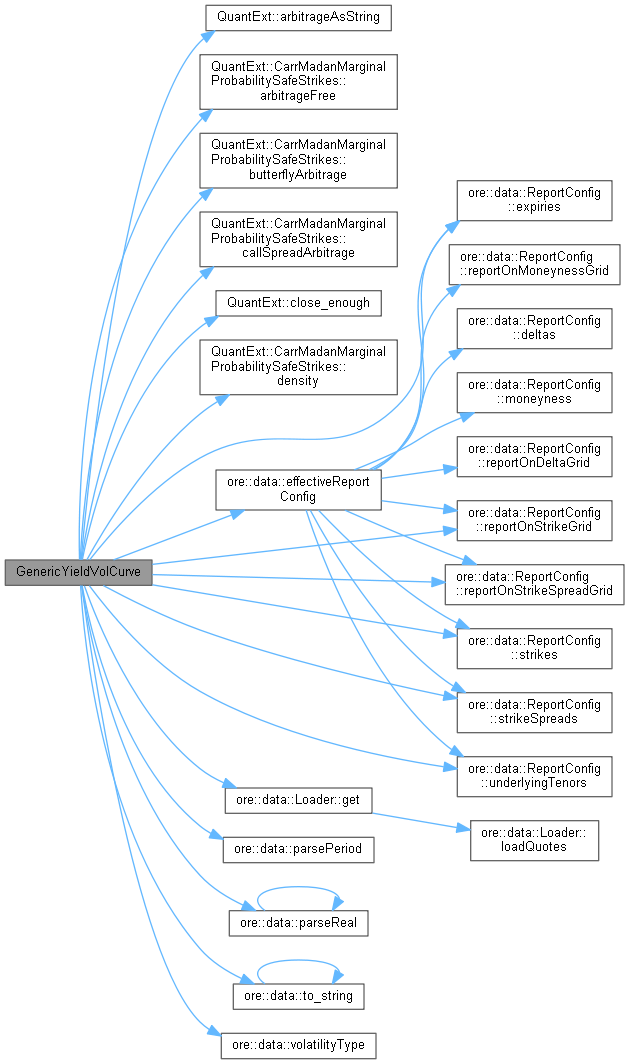 GenericYieldVolCurve
QuantExt::arbitrageAsString
QuantExt::CarrMadanMarginal
ProbabilitySafeStrikes::
arbitrageFree
QuantExt::CarrMadanMarginal
ProbabilitySafeStrikes::
butterflyArbitrage
QuantExt::CarrMadanMarginal
ProbabilitySafeStrikes::
callSpreadArbitrage
QuantExt::close_enough
QuantExt::CarrMadanMarginal
ProbabilitySafeStrikes::
density
ore::data::effectiveReport
Config
ore::data::ReportConfig
::expiries
ore::data::ReportConfig
::reportOnMoneynessGrid
ore::data::ReportConfig
::deltas
ore::data::ReportConfig
::moneyness
ore::data::ReportConfig
::reportOnDeltaGrid
ore::data::ReportConfig
::reportOnStrikeGrid
ore::data::ReportConfig
::reportOnStrikeSpreadGrid
ore::data::ReportConfig
::strikes
ore::data::ReportConfig
::strikeSpreads
ore::data::ReportConfig
::underlyingTenors
ore::data::Loader::get
ore::data::Loader::
loadQuotes
ore::data::parsePeriod
ore::data::parseReal
ore::data::to_string
ore::data::volatilityType